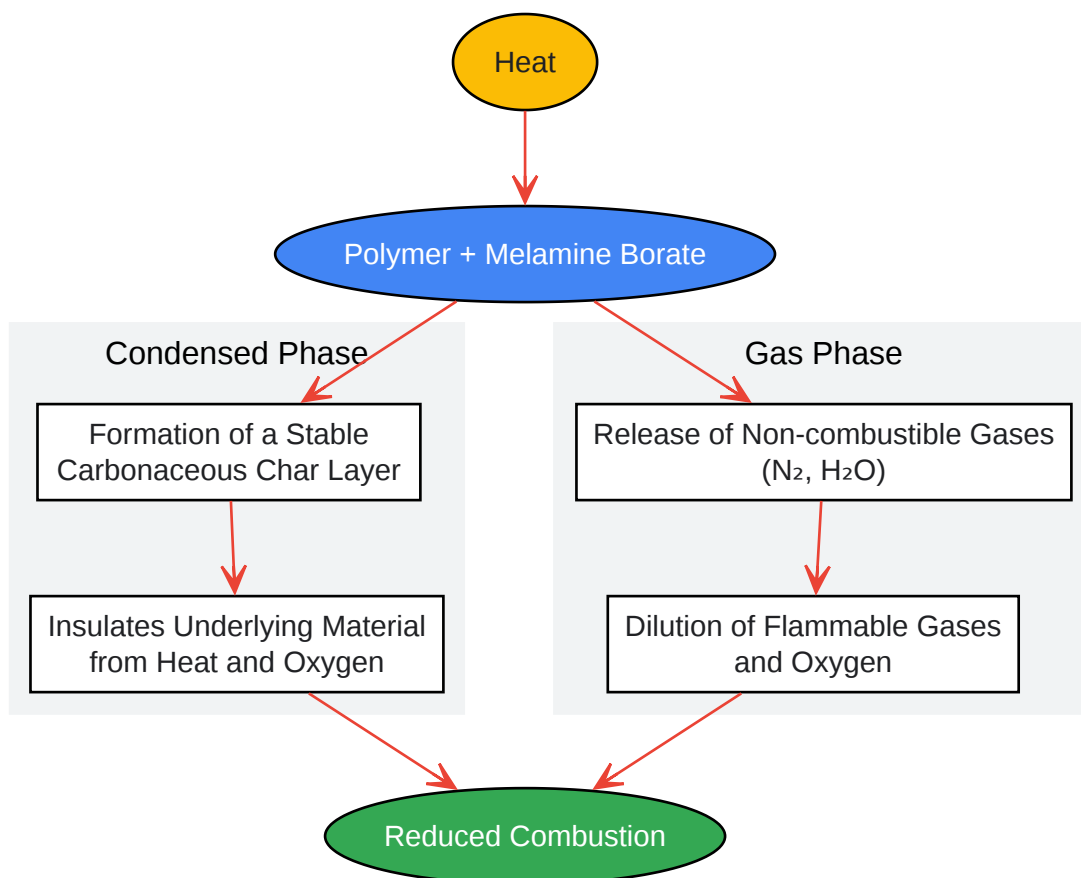 Heat
Polymer + Melamine Borate
Condensed Phase
Formation of a Stable
Carbonaceous Char Layer
Insulates Underlying Material
from Heat and Oxygen
Gas Phase
Release of Non-combustible Gases
(N₂, H₂O)
Dilution of Flammable Gases
and Oxygen
Reduced Combustion